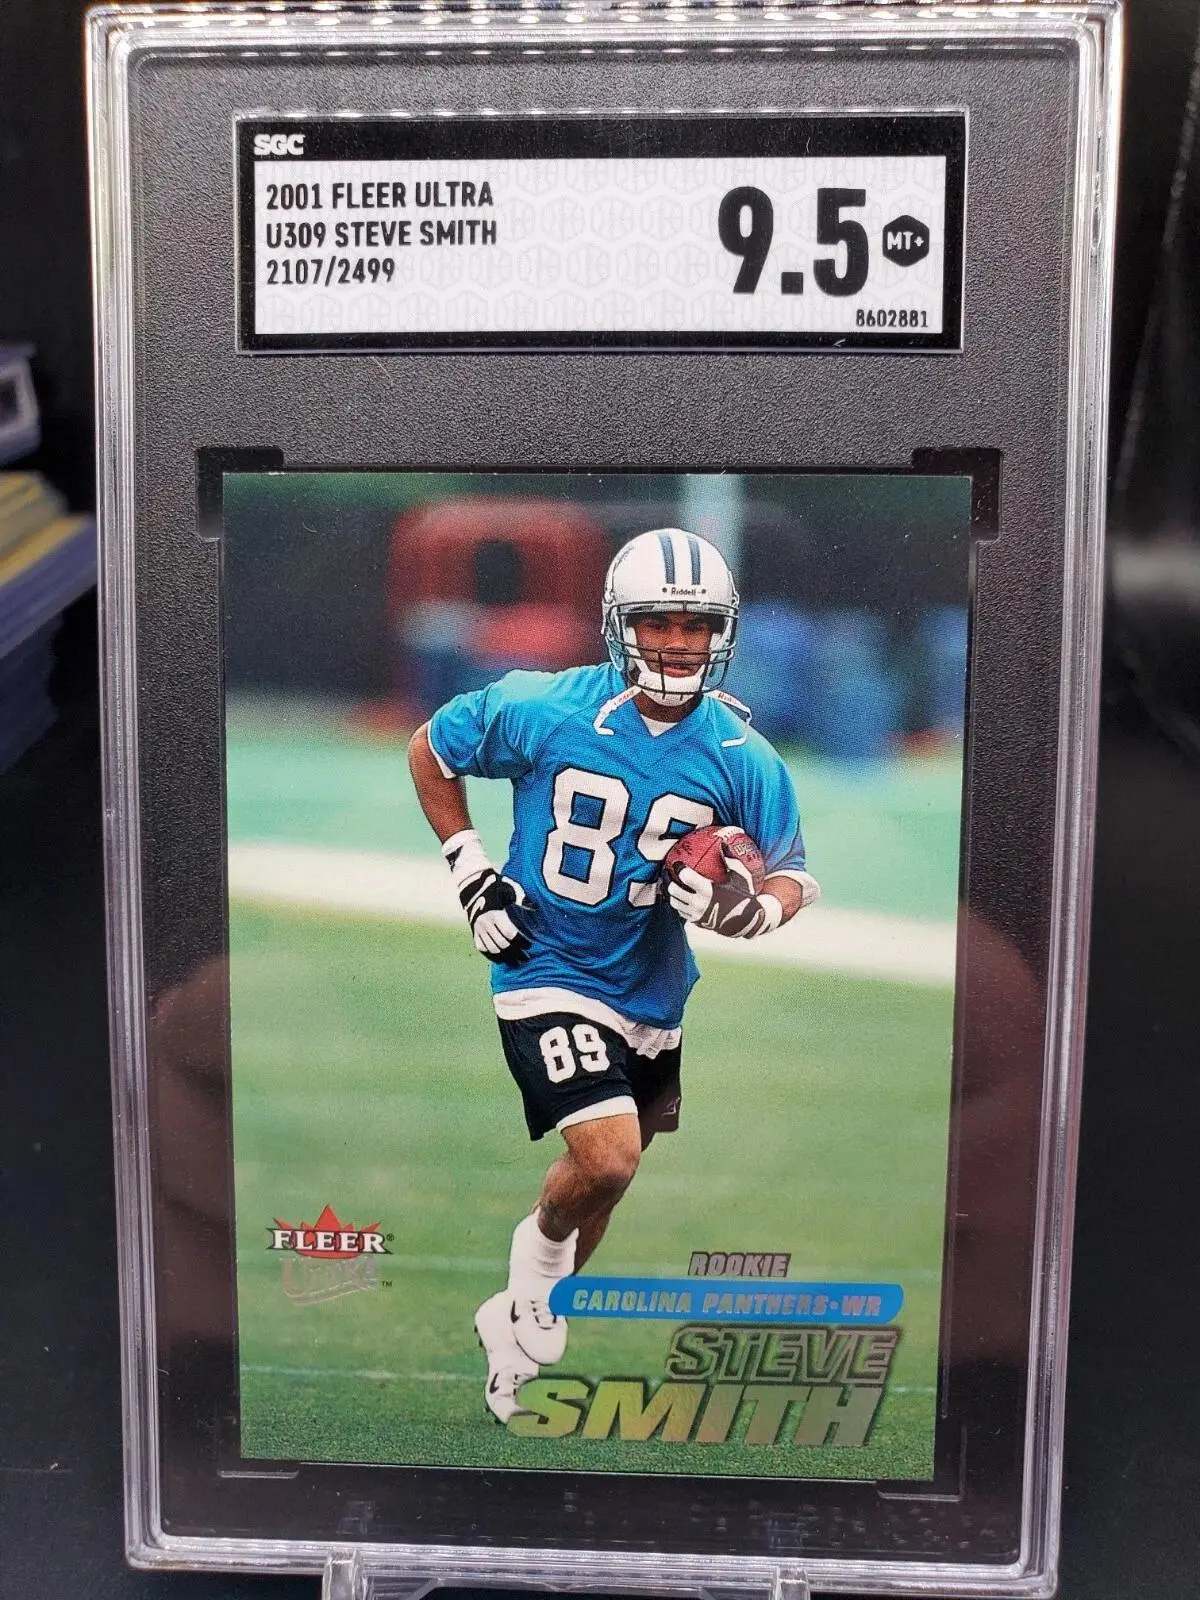 SGC
2001 FLEER ULTRA
U309 STEVE SMITH
2107/2499
9.5
MT+
8602881
Riddell
89
89
FLEER®
ULTRA™
ROOKIE
CAROLINA PANTHERS•WR
STEVE
SMITH